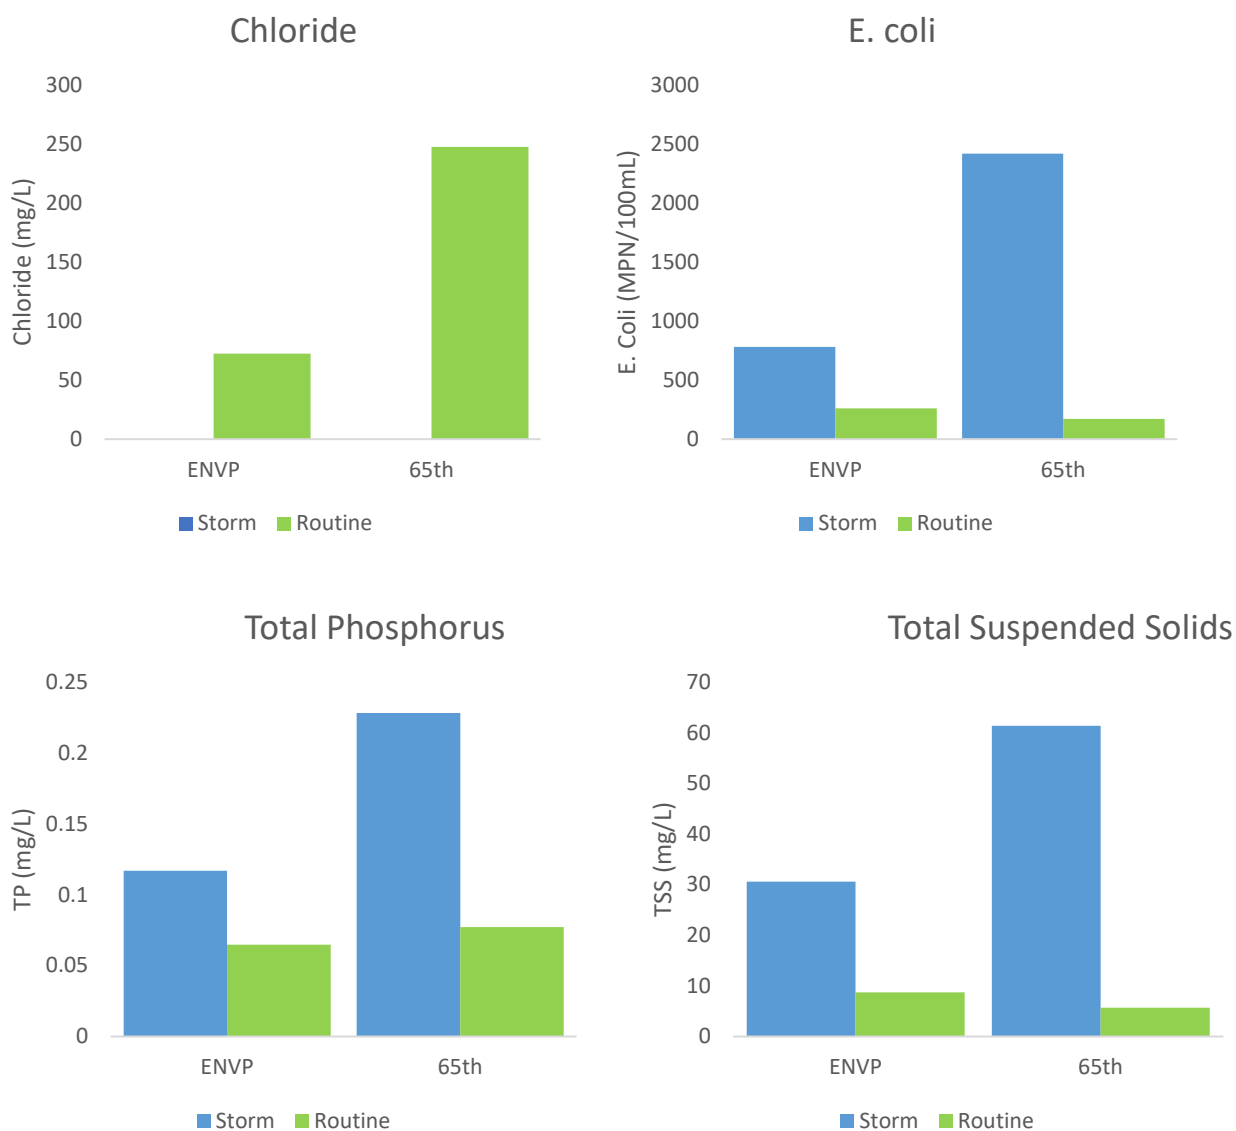 Chloride
300
250
200
150
100
50
0
Chloride (mg/L)
ENVP 65th
Storm Routine
E. coli
3000
2500
2000
1500
1000
500
0
E. Coli (MPN/100mL)
ENVP 65th
Storm Routine
Total Phosphorus
0.25
0.2
0.15
0.1
0.05
0
TP (mg/L)
ENVP 65th
Storm Routine
Total Suspended Solids
70
60
50
40
30
20
10
0
TSS (mg/L)
ENVP 65th
Storm Routine